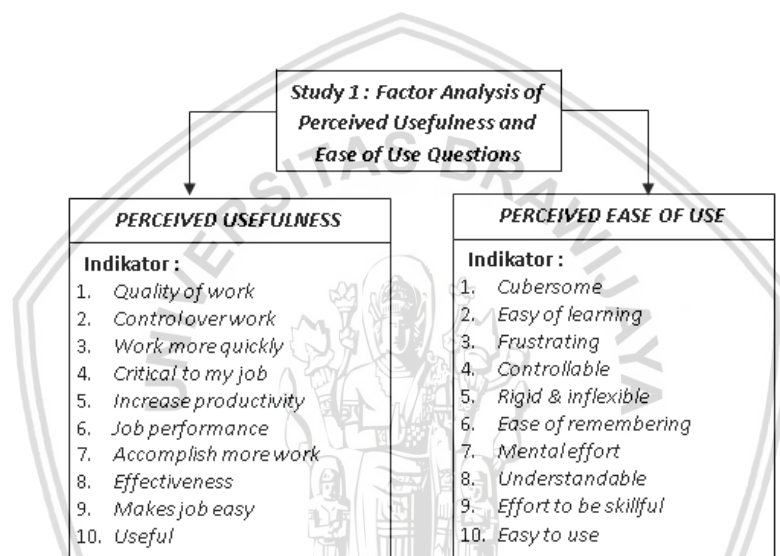 Study 1 : Factor Analysis of
Perceived Usefulness and
Ease of Use Questions
UNIVERSITAS BRAWIJAYA
PERCEIVED USEFULNESS
Indikator :
1. Quality of work
2. Control over work
3. Work more quickly
4. Critical to my job
5. Increase productivity
6. Job performance
7. Accomplish more work
8. Effectiveness
9. Makes job easy
10. Useful
PERCEIVED EASE OF USE
Indikator :
1. Cubersome
2. Easy of learning
3. Frustrating
4. Controllable
5. Rigid & inflexible
6. Ease of remembering
7. Mental effort
8. Understandable
9. Effort to be skillful
10. Easy to use